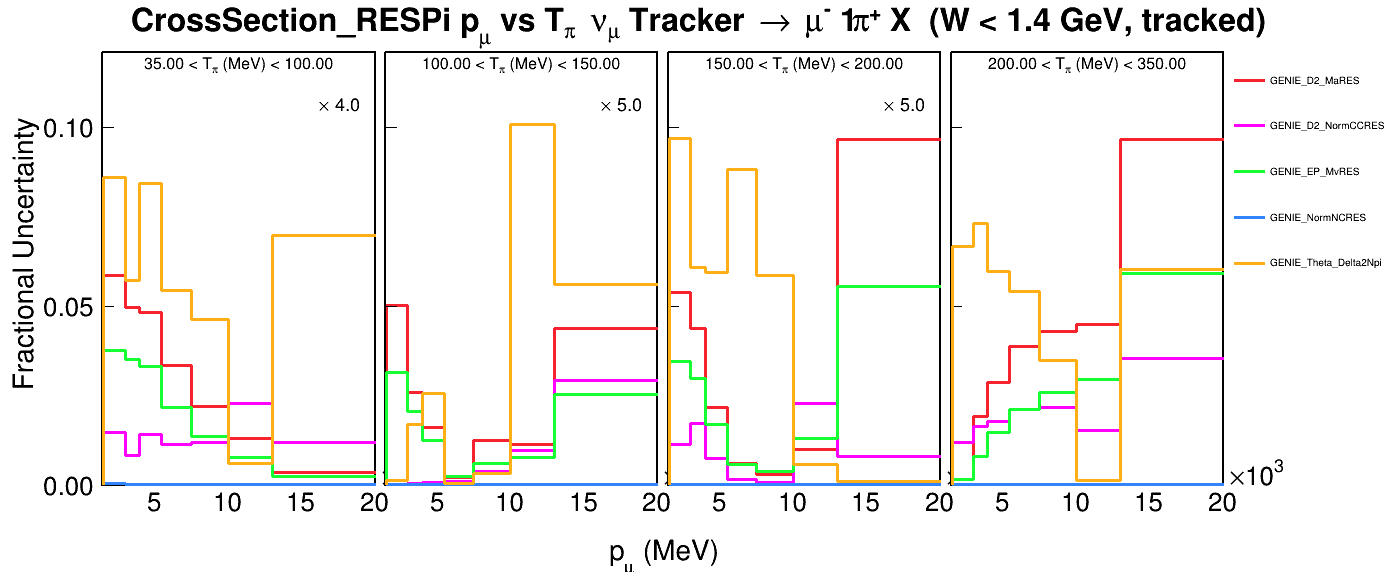 CrossSection_RESPi p_μ vs T_π ν_μ Tracker → μ⁻ 1π⁺ X (W < 1.4 GeV, tracked)
35.00 < T_π (MeV) < 100.00
100.00 < T_π (MeV) < 150.00
150.00 < T_π (MeV) < 200.00
200.00 < T_π (MeV) < 350.00
× 4.0
× 5.0
× 5.0
GENIE_D2_MaRES
GENIE_D2_NormCCRES
GENIE_EP_MvRES
GENIE_NormNCRES
GENIE_Theta_Delta2Npi
Fractional Uncertainty
0.10
0.05
0.00
5 10 15 20
5 10 15 20
5 10 15 20
5 10 15 20
×10³
p_μ (MeV)